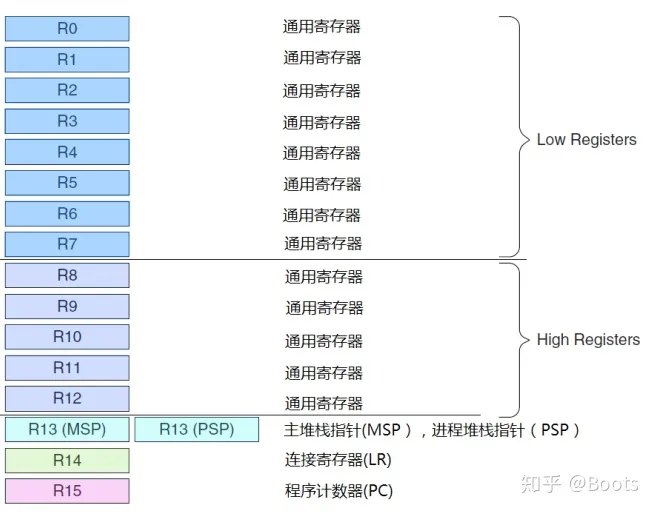 R0 通用寄存器
R1 通用寄存器
R2 通用寄存器
R3 通用寄存器
R4 通用寄存器
R5 通用寄存器
R6 通用寄存器
R7 通用寄存器
Low Registers
R8 通用寄存器
R9 通用寄存器
R10 通用寄存器
R11 通用寄存器
R12 通用寄存器
High Registers
R13 (MSP) R13 (PSP) 主堆栈指针(MSP），进程堆栈指针（PSP）
R14 连接寄存器(LR)
R15 程序计数器(PC)
知乎 @Boots